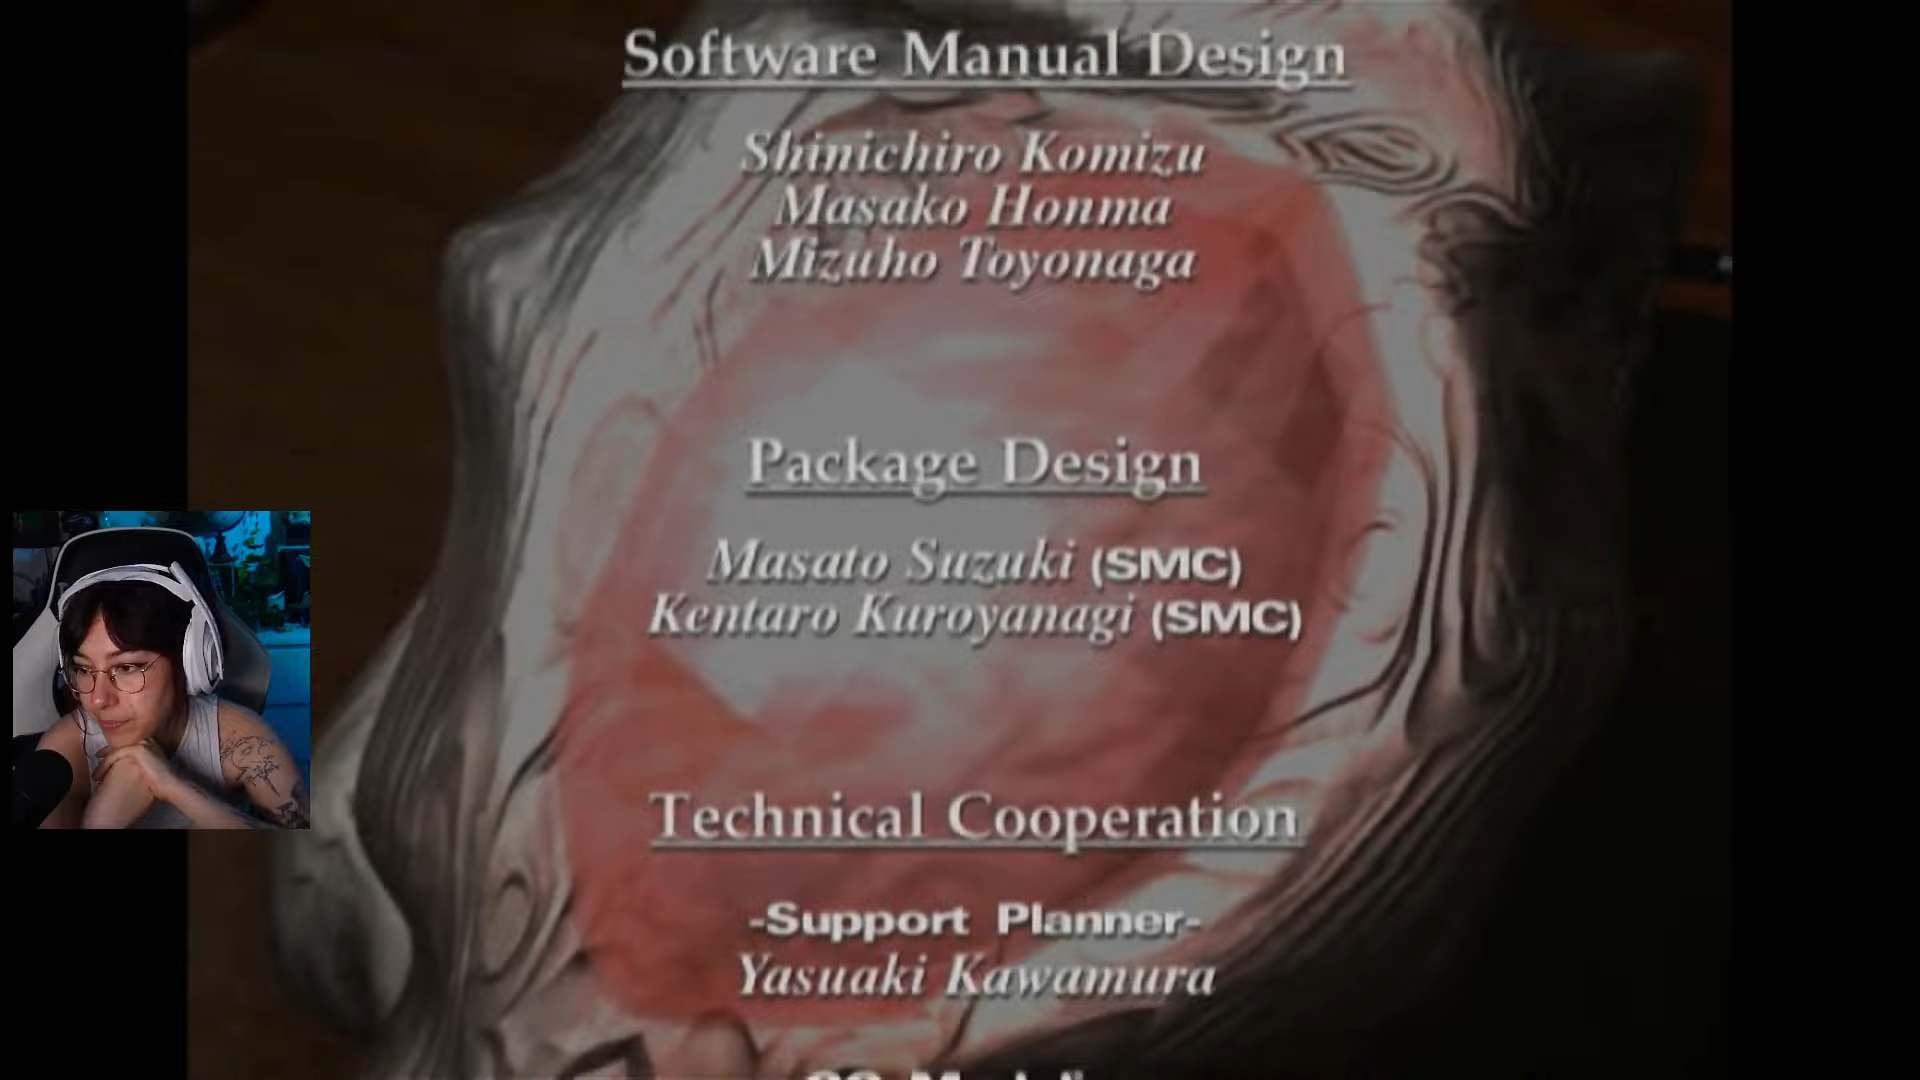 Software Manual Design
Shinichiro Komizu
Masako Honma
Mizuho Toyonaga
Package Design
Masato Suzuki (SMC)
Kentaro Kuroyanagi (SMC)
Technical Cooperation
-Support Planner-
Yasuaki Kawamura